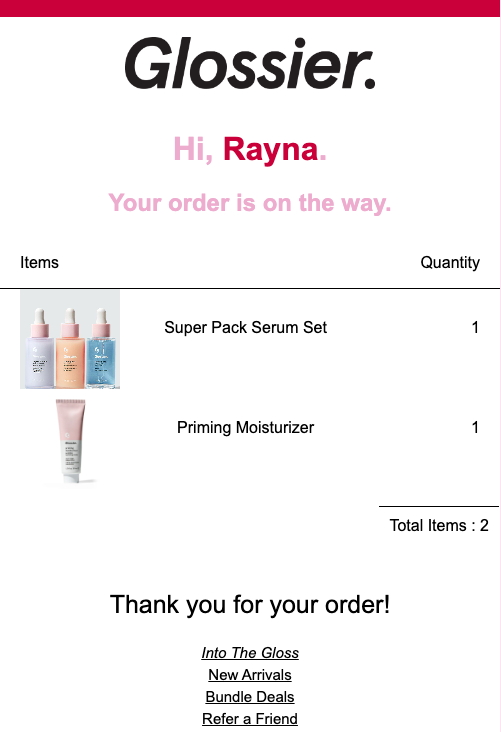 Glossier.
Hi, Rayna.
Your order is on the way.
Items Quantity
Super Pack Serum Set 1
Glossier.
Priming Moisturizer 1
Total Items : 2
Thank you for your order!
Into The Gloss
New Arrivals
Bundle Deals
Refer a Friend